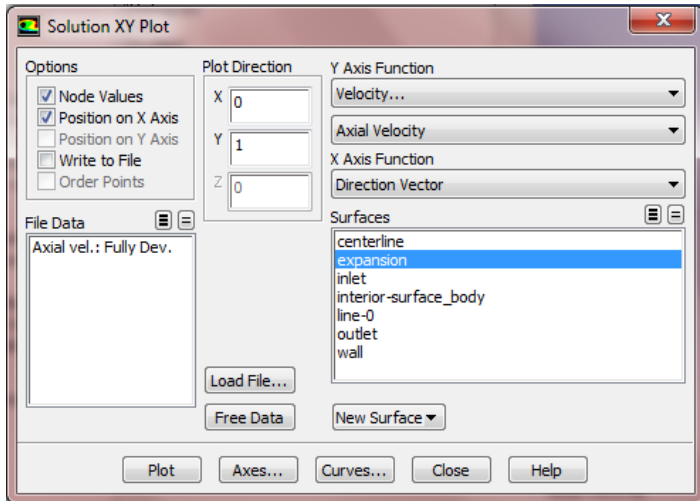 Solution XY Plot
Options
Node Values
Position on X Axis
Position on Y Axis
Write to File
Order Points
Plot Direction
X 0
Y 1
Z 0
Y Axis Function
Velocity...
Axial Velocity
X Axis Function
Direction Vector
File Data
Axial vel.: Fully Dev.
Surfaces
centerline
expansion
inlet
interior-surface_body
line-0
outlet
wall
Load File...
Free Data
New Surface
Plot
Axes...
Curves...
Close
Help